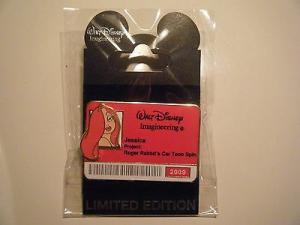 Walt Disney
Imagineering
Walt Disney
Imagineering
Jessica
Project:
Roger Rabbit's Car Toon Spin
2009
LIMITED EDITION